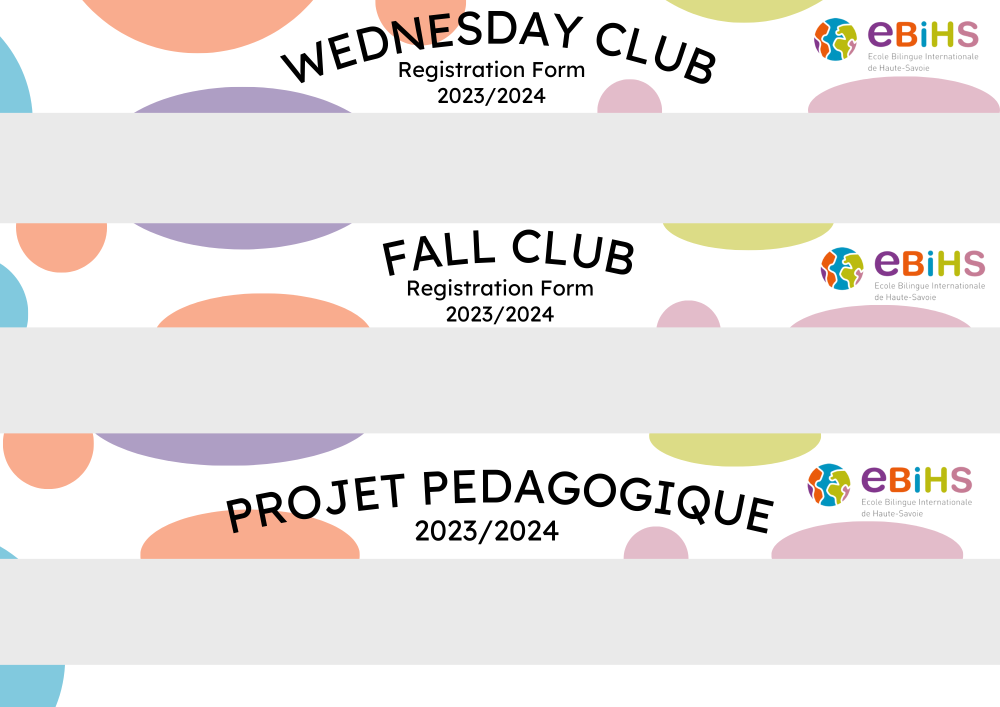 WEDNESDAY CLUB
Registration Form
2023/2024
eBiHS
Ecole Bilingue Internationale
de Haute-Savoie
FALL CLUB
Registration Form
2023/2024
eBiHS
Ecole Bilingue Internationale
de Haute-Savoie
PROJET PEDAGOGIQUE
2023/2024
eBiHS
Ecole Bilingue Internationale
de Haute-Savoie